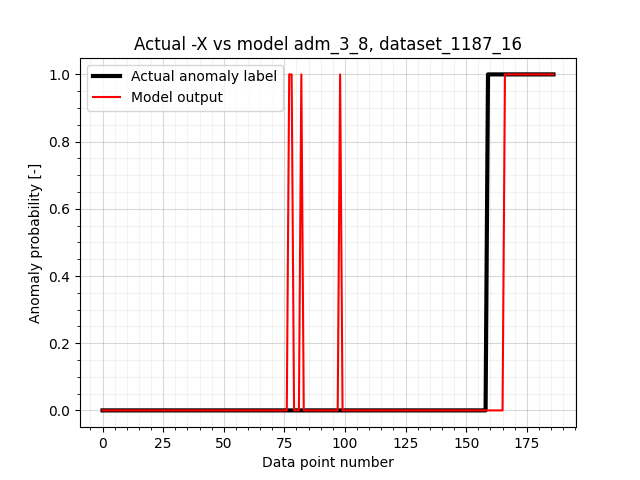 Actual -X vs model adm_3_8, dataset_1187_16
Actual anomaly label
Model output
Anomaly probability [-]
1.0
0.8
0.6
0.4
0.2
0.0
0 25 50 75 100 125 150 175
Data point number